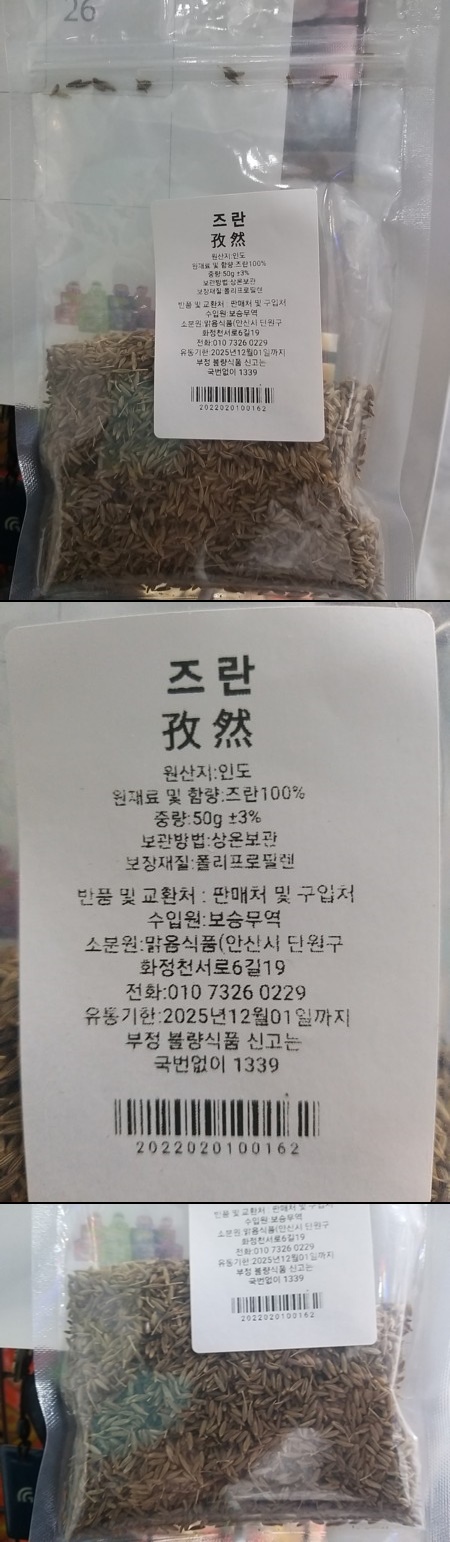 26
즈란
孜然
원산지:인도
원재료 및 함량:즈란100%
중량:50g ±3%
보관방법:상온보관
보장재질:폴리프로필렌
반품 및 교환처 : 판매처 및 구입처
수입원:보승무역
소분원:맑음식품(안산시 단원구
화정천서로6길19
전화:010 7326 0229
유통기한:2025년12월01일까지
부정 불량식품 신고는
국번없이 1339
2022020100162
즈란
孜然
원산지:인도
원재료 및 함량:즈란100%
중량:50g ±3%
보관방법:상온보관
보장재질:폴리프로필렌
반품 및 교환처 : 판매처 및 구입처
수입원:보승무역
소분원:맑음식품(안산시 단원구
화정천서로6길19
전화:010 7326 0229
유통기한:2025년12월01일까지
부정 불량식품 신고는
국번없이 1339
2022020100162
반품 및 교환처 : 판매처 및 구입처
수입원:보승무역
소분원:맑음식품(안산시 단원구
화정천서로6길19
전화:010 7326 0229
유통기한:2025년12월01일까지
부정 불량식품 신고는
국번없이 1339
2022020100162